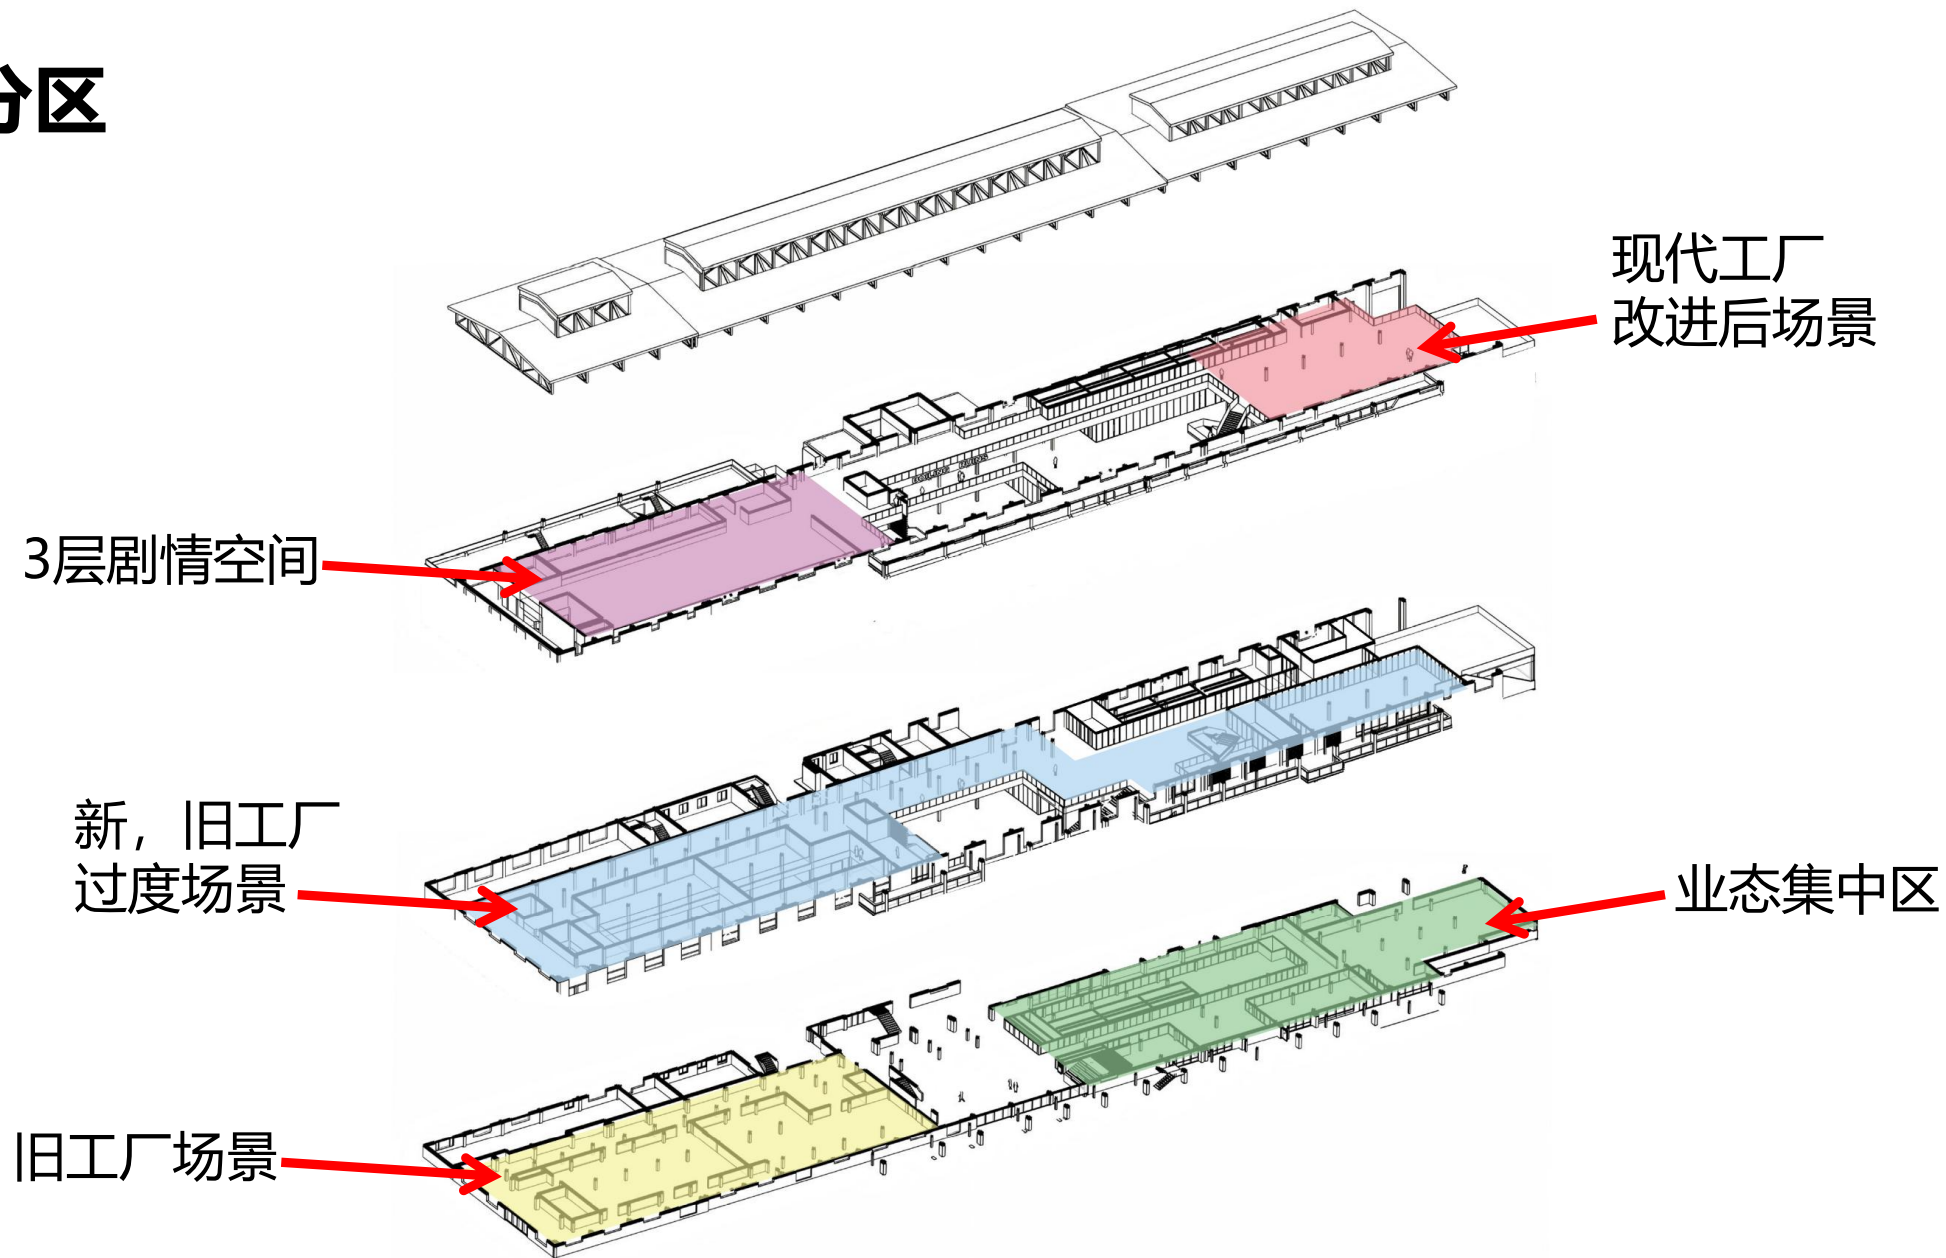 分区
现代工厂
改进后场景
3层剧情空间
新，旧工厂
过度场景
业态集中区
旧工厂场景